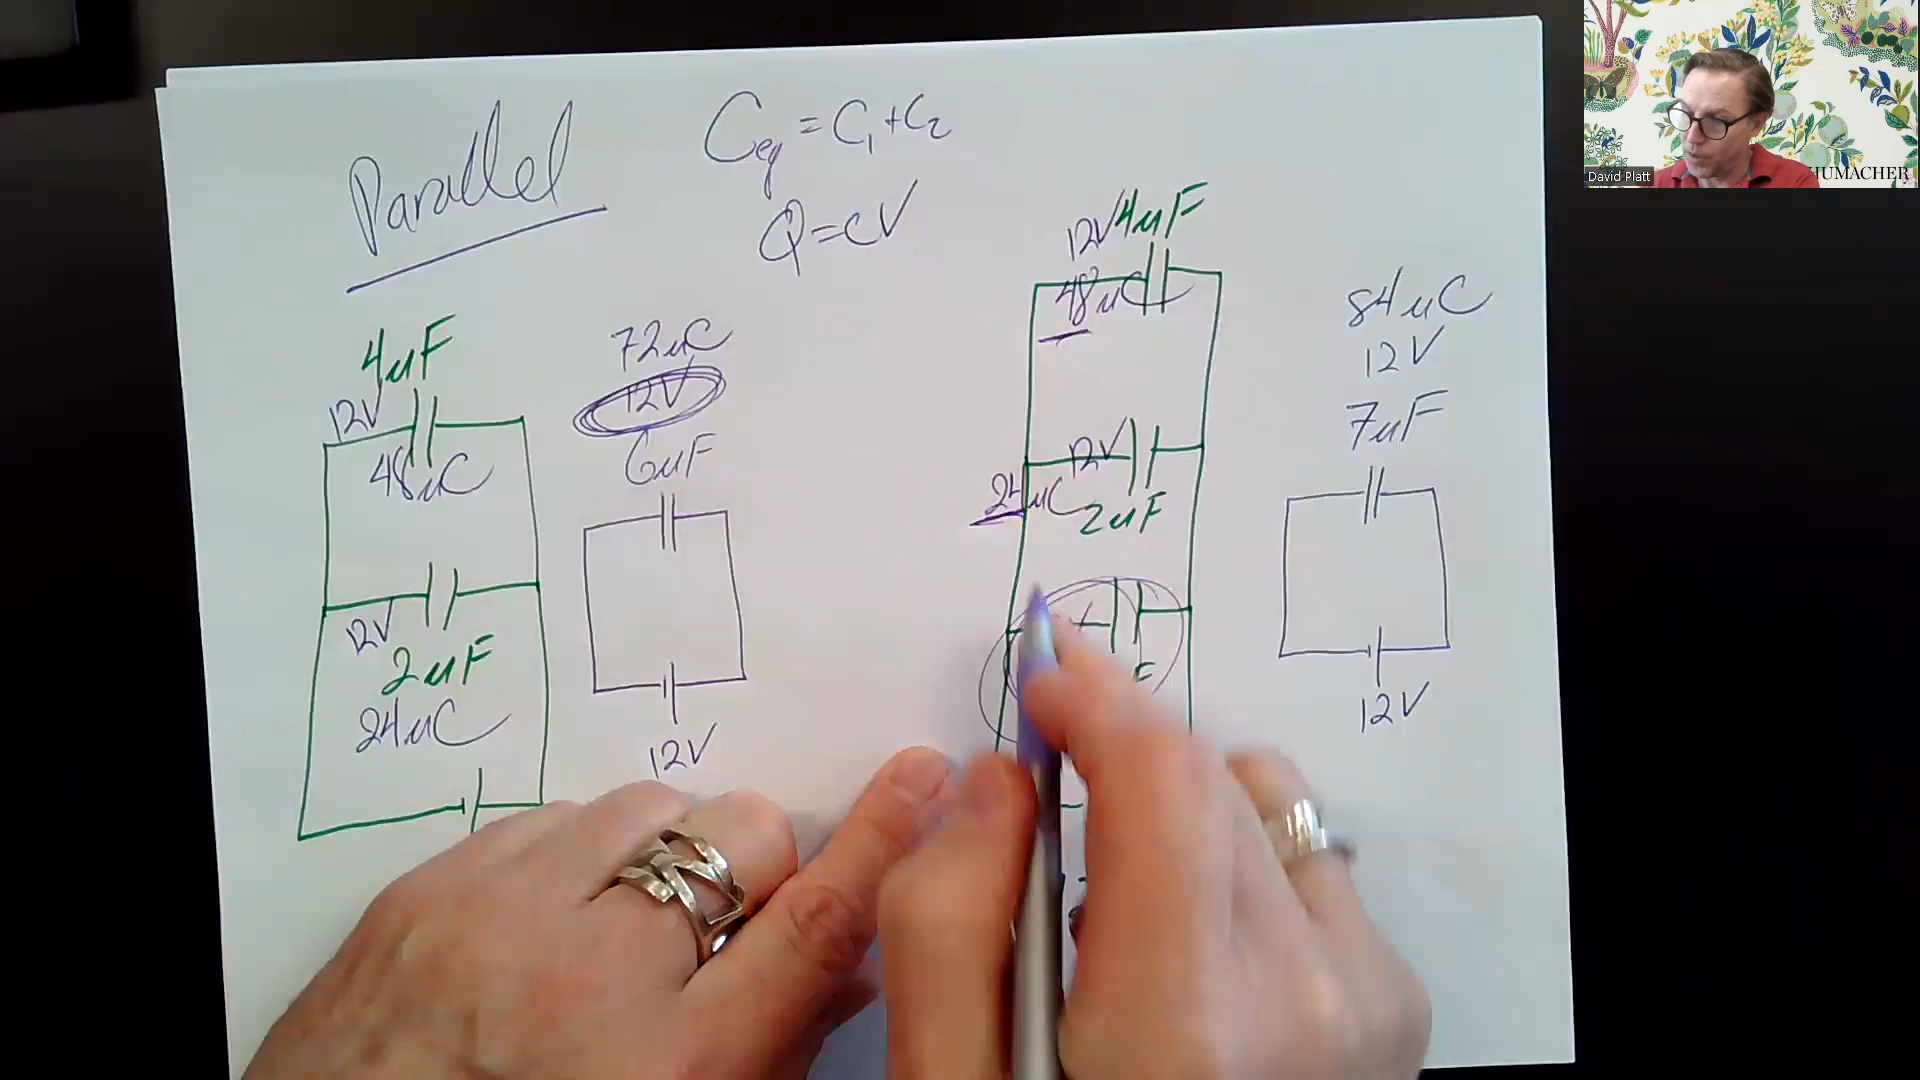 Parallel
Ceq = C1 + C2
Q = CV
4uF
12V
48uC
12V
2uF
24uC
72uC
12V
6uF
12V
12V 4uF
48uC
12V
24uC
2uF
F
84uC
12V
7uF
12V
David Platt
HUMACHER